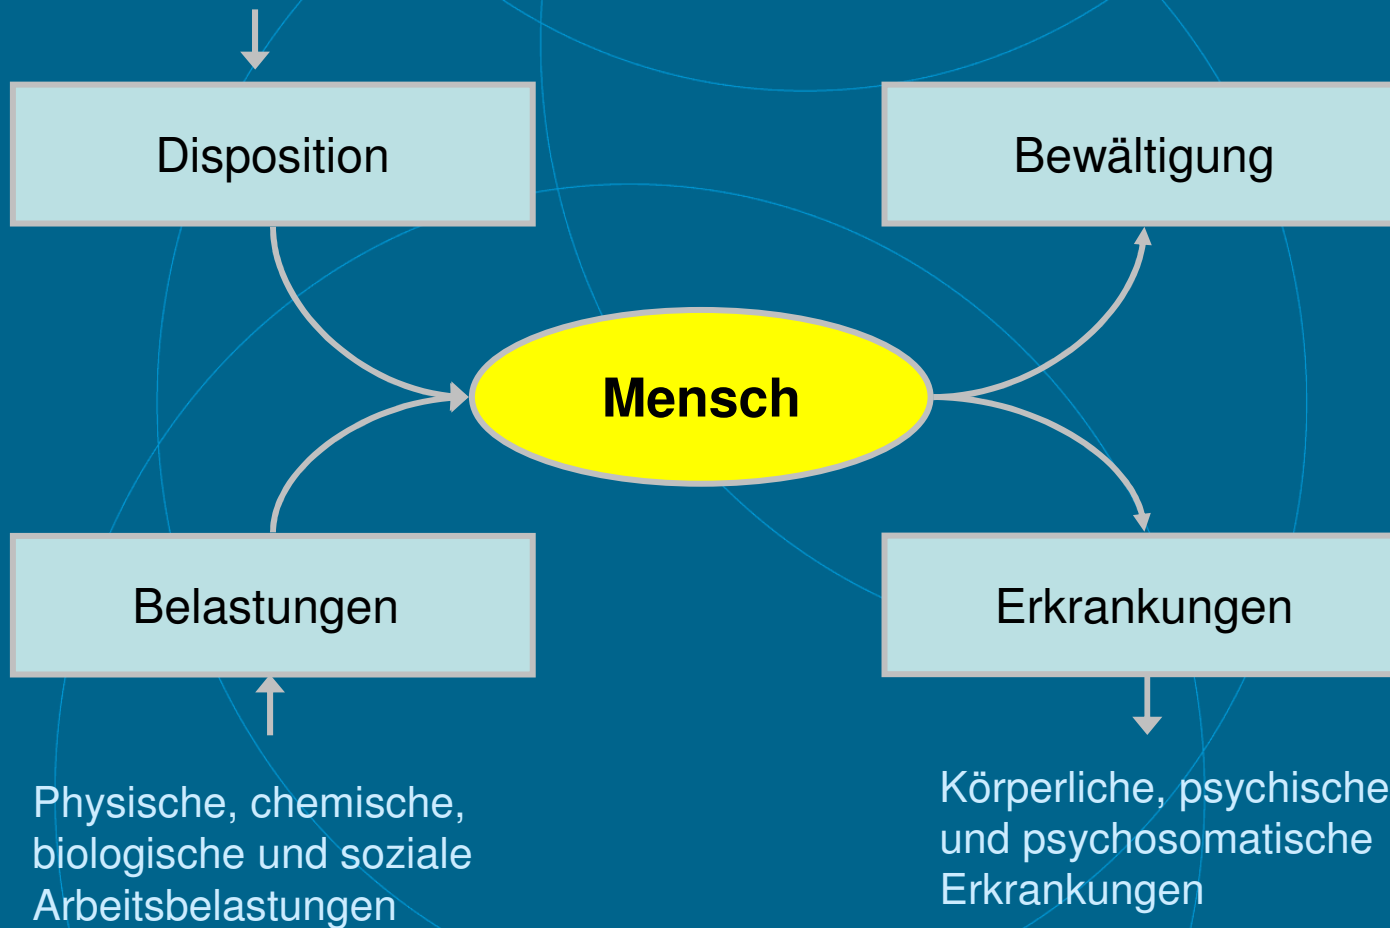 Disposition
Bewältigung
Mensch
Belastungen
Erkrankungen
Physische, chemische,
biologische und soziale
Arbeitsbelastungen
Körperliche, psychische
und psychosomatische
Erkrankungen